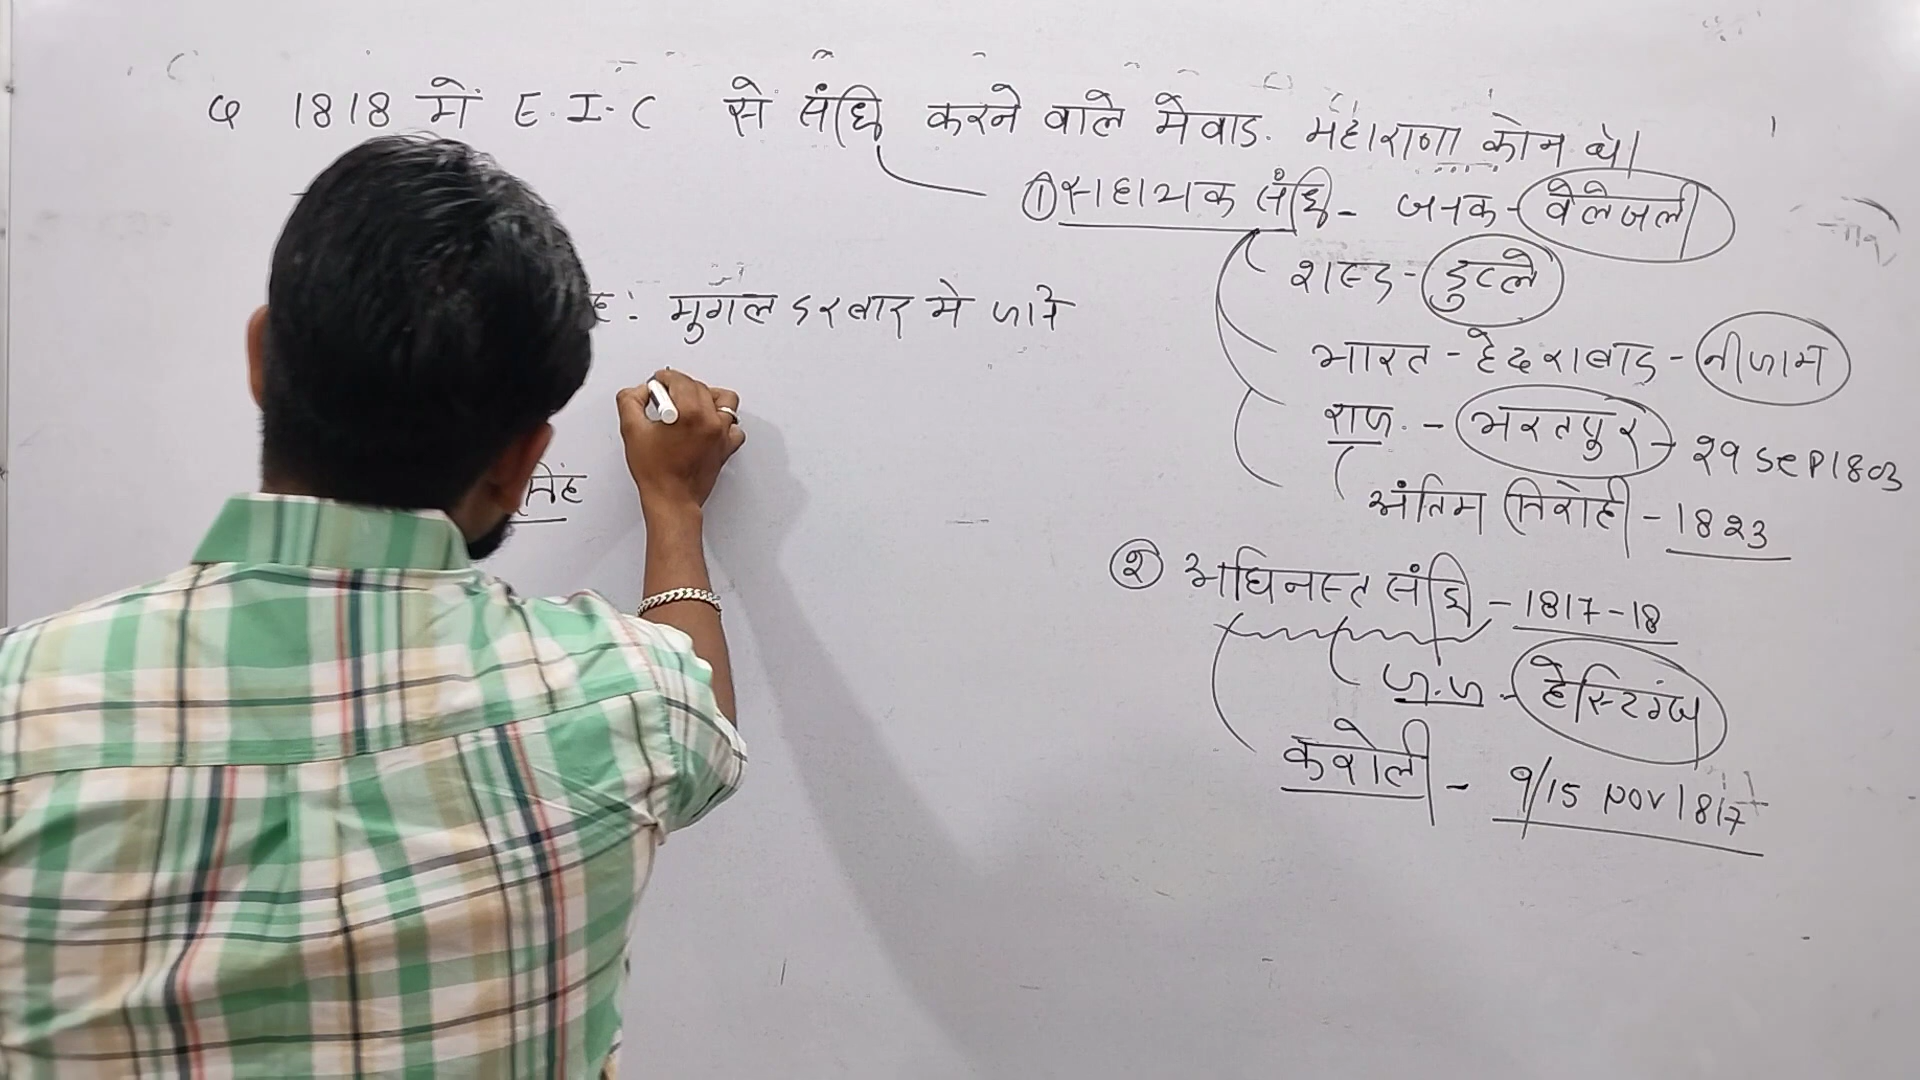 Q 1818 में E.I.C से संधि करने वाले मेवाड. महाराणा कोन थे।
① सहायक संधि - जनक - वेलेजली
शब्द - डुप्ले
भारत - हेदराबाद - नीजाम
राज. - भरतपुर - 29 sep 1803
अंतिम सिरोही - 1823
: मुगल दरबार मे जाने
सिंह
② अधिनस्त संधि - 1817-18
ज.ज - हेस्टिंग्ज
करोली - 9/15 Nov 1817